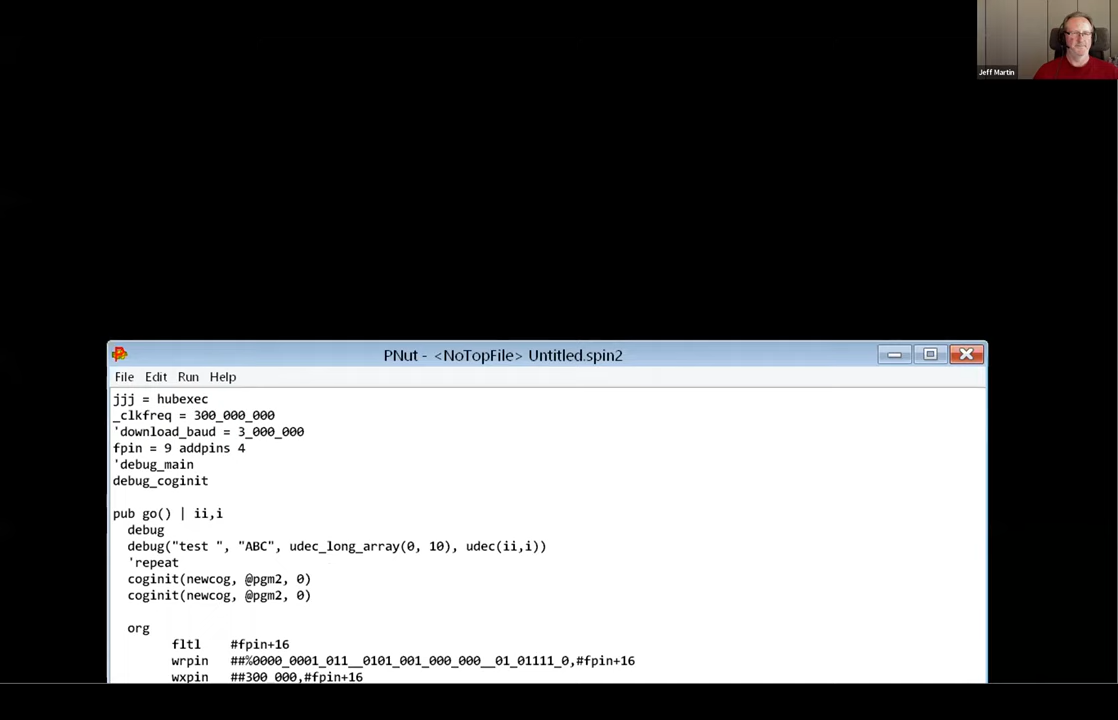 Jeff Martin
PNut - <NoTopFile> Untitled.spin2
File Edit Run Help
jjj = hubexec
_clkfreq = 300_000_000
'download_baud = 3_000_000
fpin = 9 addpins 4
'debug_main
debug_coginit
pub go() | ii,i
debug
debug("test ", "ABC", udec_long_array(0, 10), udec(ii,i))
'repeat
coginit(newcog, @pgm2, 0)
coginit(newcog, @pgm2, 0)
org
fltl #fpin+16
wrpin ##%0000_0001_011__0101_001_000_000__01_01111_0,#fpin+16
wxpin ##300_000,#fpin+16